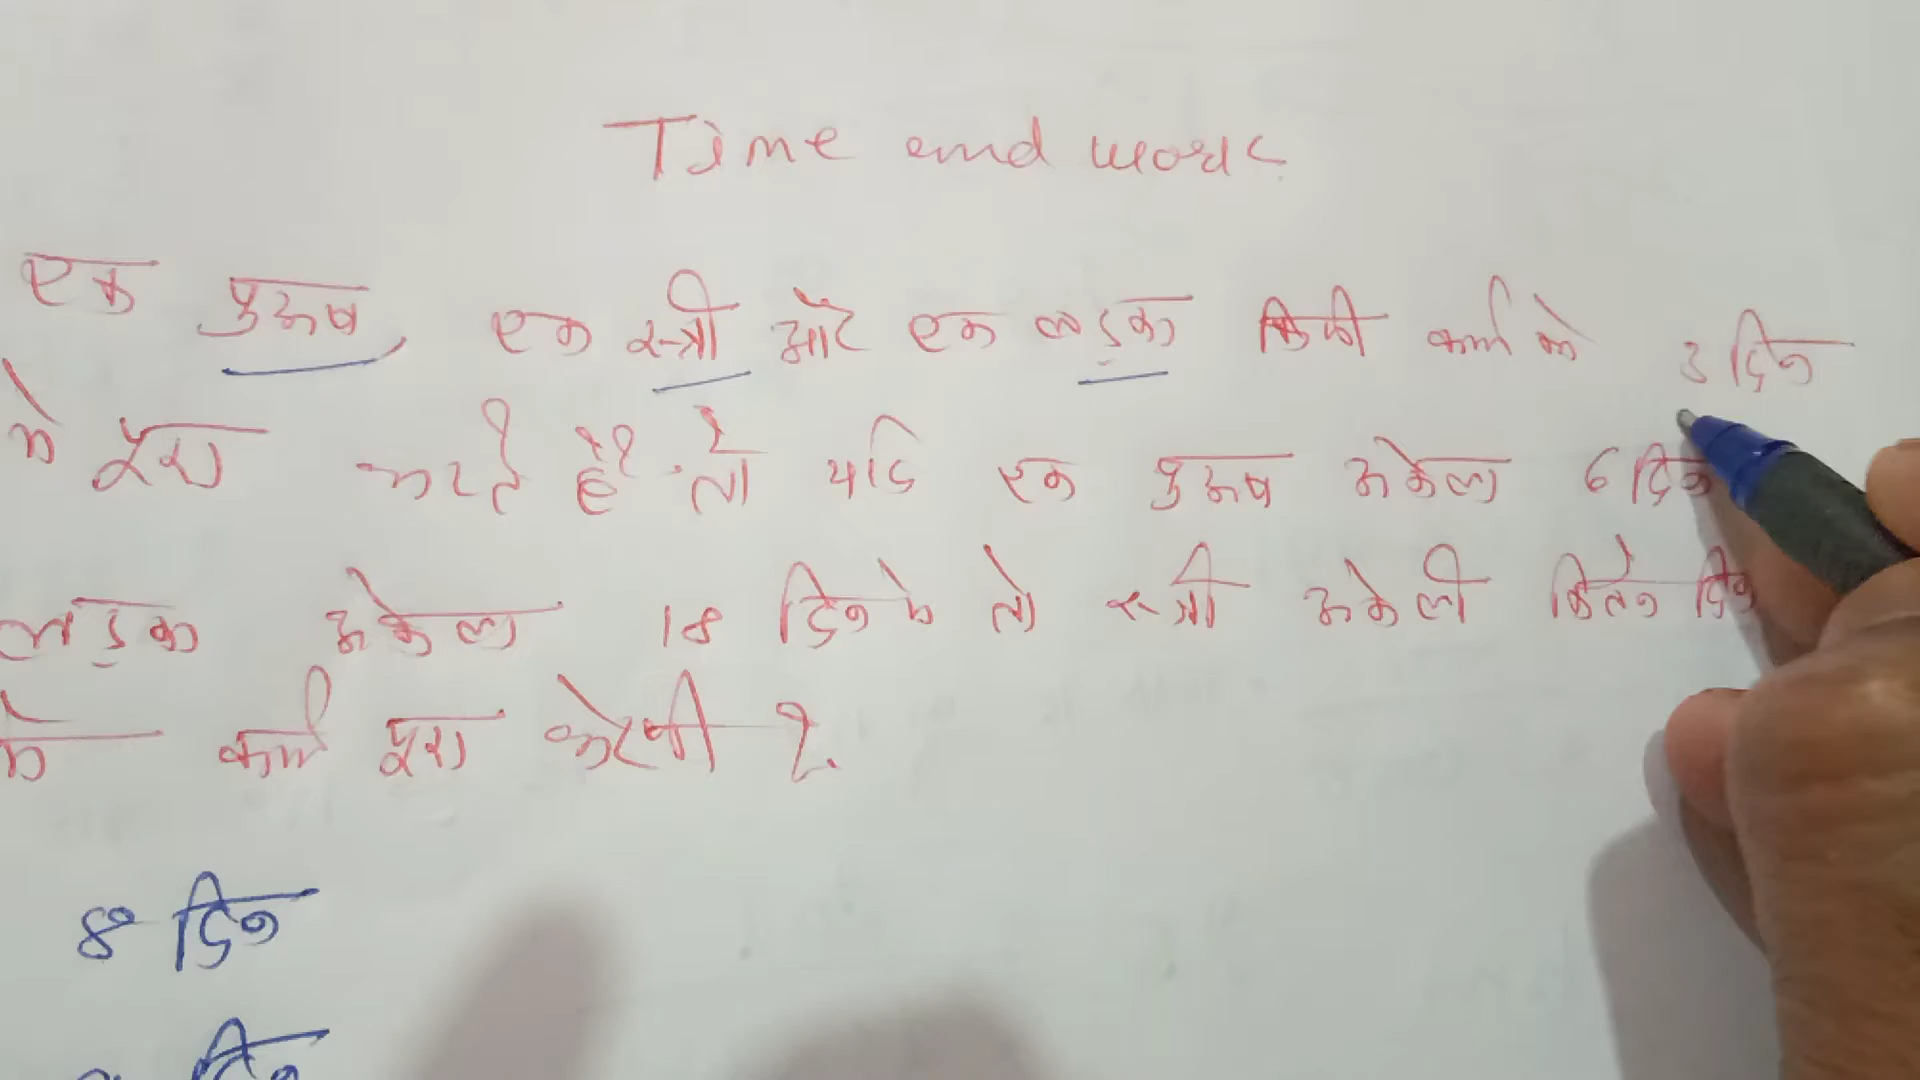 Time and work
एक पुरूष, एक स्त्री और एक लड़का किसी कार्य को 3 दिन
में पूरा करते है। तो यदि एक पुरूष अकेला 6 दिन
लड़का अकेला 18 दिन में तो स्त्री अकेली कितने दिन
में कार्य पूरा करेगी ?
8 दिन
दिन